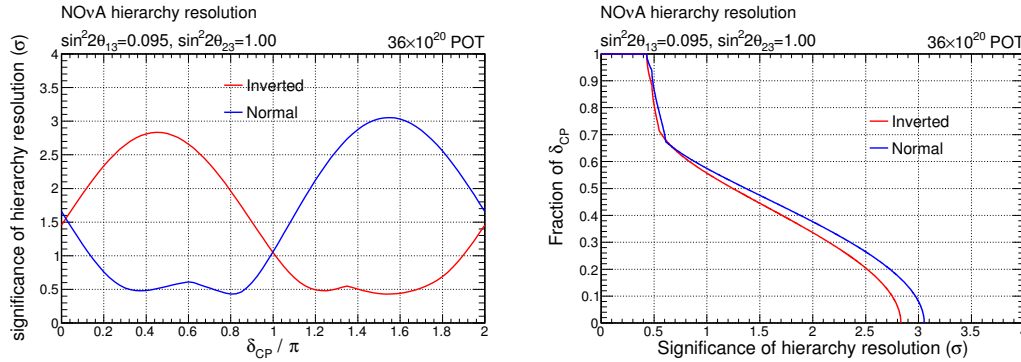 NOνA hierarchy resolution
sin²2θ₁₃=0.095, sin²2θ₂₃=1.00 36×10²⁰ POT
significance of hierarchy resolution (σ)
4
3.5
3
2.5
2
1.5
1
0.5
0
Inverted
Normal
0 0.2 0.4 0.6 0.8 1 1.2 1.4 1.6 1.8 2
δ_CP / π
NOνA hierarchy resolution
sin²2θ₁₃=0.095, sin²2θ₂₃=1.00 36×10²⁰ POT
Fraction of δ_CP
1
0.9
0.8
0.7
0.6
0.5
0.4
0.3
0.2
0.1
0
Inverted
Normal
0 0.5 1 1.5 2 2.5 3 3.5 4
Significance of hierarchy resolution (σ)